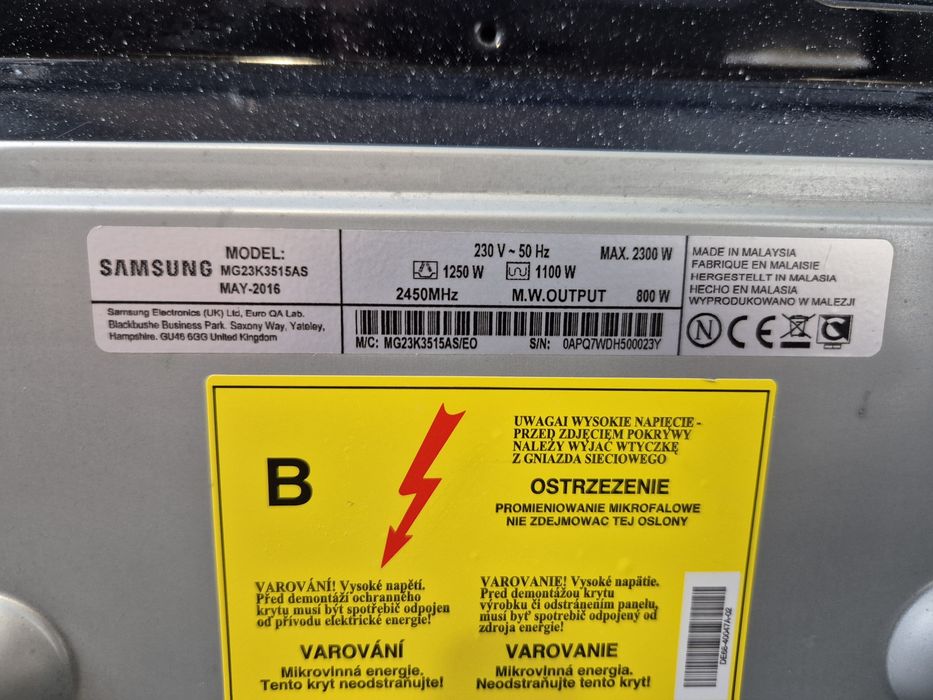 SAMSUNG
MODEL:
MG23K3515AS
MAY-2016
Samsung Electronics (UK) Ltd, Euro QA Lab.
Blackbushe Business Park. Saxony Way, Yateley,
Hampshire. GU46 6GG United Kingdom
230 V ~ 50 Hz MAX. 2300 W
1250 W 1100 W
2450MHz M.W.OUTPUT 800 W
M/C: MG23K3515AS/EO S/N: 0APQ7WDH500023Y
MADE IN MALAYSIA
FABRIQUE EN MALAISIE
HERGESTELLT IN MALASIA
HECHO EN MALASIA
WYPRODUKOWANO W MALEZJI
N CE
B
UWAGAI WYSOKIE NAPIĘCIE -
PRZED ZDJĘCIEM POKRYWY
NALEŻY WYJĄĆ WTYCZKĘ
Z GNIAZDA SIECIOWEGO
OSTRZEZENIE
PROMIENIOWANIE MIKROFALOWE
NIE ZDEJMOWAC TEJ OSLONY
VAROVÁNÍ! Vysoké napětí.
Před demontáží ochranného
krytu musí být spotřebič odpojen
od přívodu elektrické energie!
VAROVÁNÍ
Mikrovlnná energie.
Tento kryt neodstraňujte!
VAROVANIE! Vysoké napätie.
Pred demontážou krytu
výrobku či odstránením panelu,
musí byť spotrebič odpojený od
zdroja energie!
VAROVANIE
Mikrovlnná energia.
Neodstraňujte tento kryt!
DE68-40047A-02